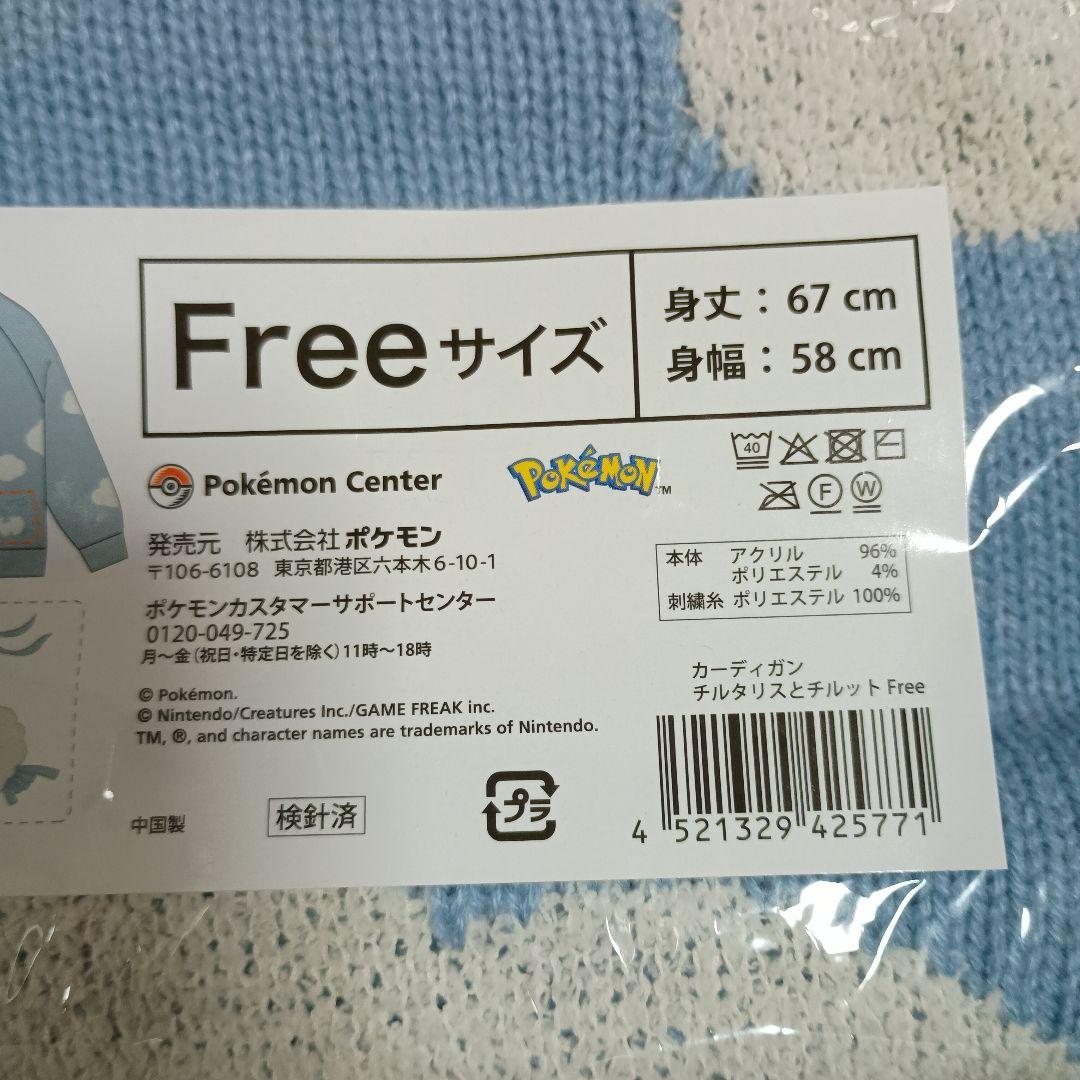 Freeサイズ
身丈：67 cm
身幅：58 cm
Pokémon Center
POKéMON™
40
F
W
発売元　株式会社ポケモン
〒106-6108　東京都港区六本木6-10-1
ポケモンカスタマーサポートセンター
0120-049-725
月～金（祝日・特定日を除く）11時～18時
本体　アクリル　96%
ポリエステル　4%
刺繍糸　ポリエステル　100%
© Pokémon.
© Nintendo/Creatures Inc./GAME FREAK inc.
TM, ®, and character names are trademarks of Nintendo.
カーディガン
チルタリスとチルット Free
中国製
検針済
プラ
4 521329 425771